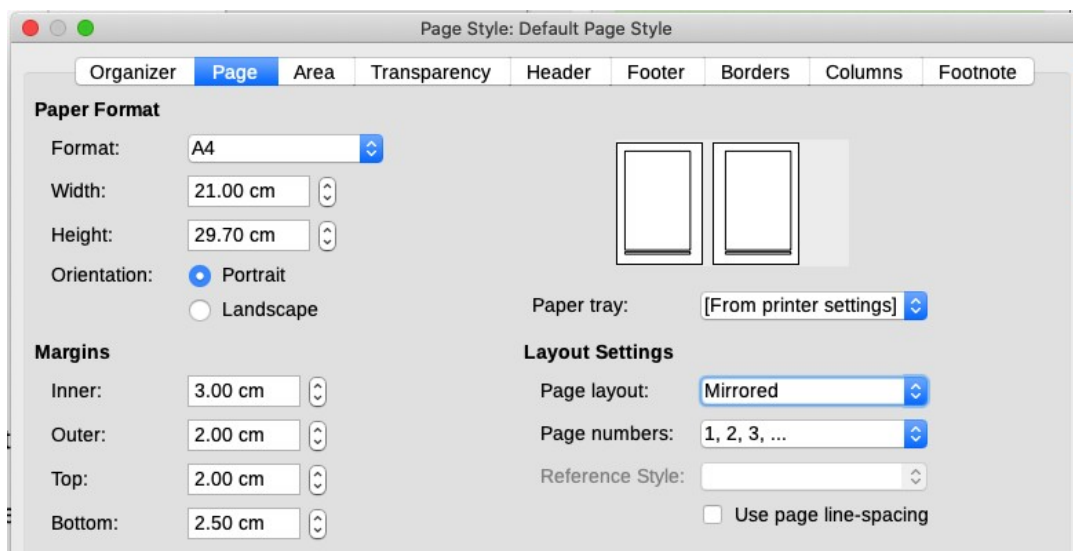 Page Style: Default Page Style
Organizer Page Area Transparency Header Footer Borders Columns Footnote
Paper Format
Format: A4
Width: 21.00 cm
Height: 29.70 cm
Orientation: Portrait
Landscape
Paper tray: [From printer settings]
Margins
Inner: 3.00 cm
Outer: 2.00 cm
Top: 2.00 cm
Bottom: 2.50 cm
Layout Settings
Page layout: Mirrored
Page numbers: 1, 2, 3, ...
Reference Style:
Use page line-spacing